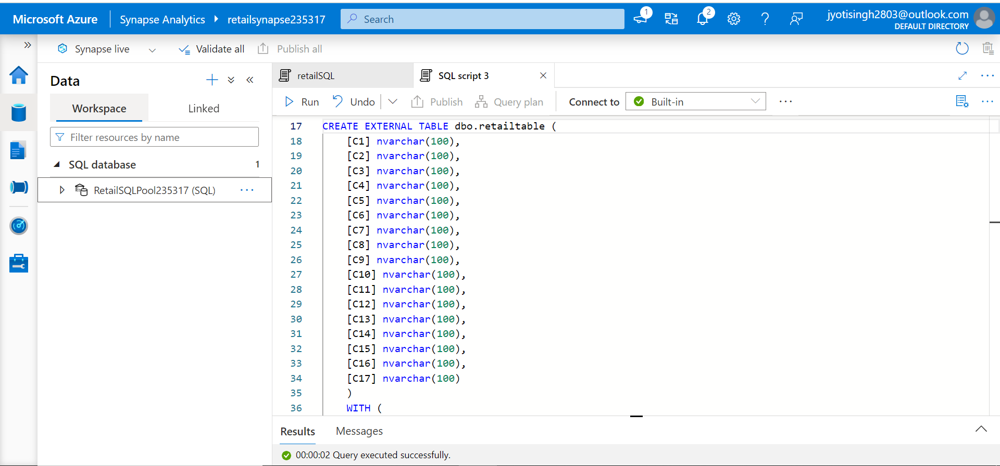 Microsoft Azure
Synapse Analytics
retailsynapse235317
Search
1
2
jyotisingh2803@outlook.com
DEFAULT DIRECTORY
Synapse live
Validate all
Publish all
Data
Workspace
Linked
Filter resources by name
SQL database 1
RetailSQLPool235317 (SQL)
retailSQL
SQL script 3
Run
Undo
Publish
Query plan
Connect to
Built-in
17 CREATE EXTERNAL TABLE dbo.retailtable (
18 [C1] nvarchar(100),
19 [C2] nvarchar(100),
20 [C3] nvarchar(100),
21 [C4] nvarchar(100),
22 [C5] nvarchar(100),
23 [C6] nvarchar(100),
24 [C7] nvarchar(100),
25 [C8] nvarchar(100),
26 [C9] nvarchar(100),
27 [C10] nvarchar(100),
28 [C11] nvarchar(100),
29 [C12] nvarchar(100),
30 [C13] nvarchar(100),
31 [C14] nvarchar(100),
32 [C15] nvarchar(100),
33 [C16] nvarchar(100),
34 [C17] nvarchar(100)
35 )
36 WITH (
Results
Messages
00:00:02 Query executed successfully.